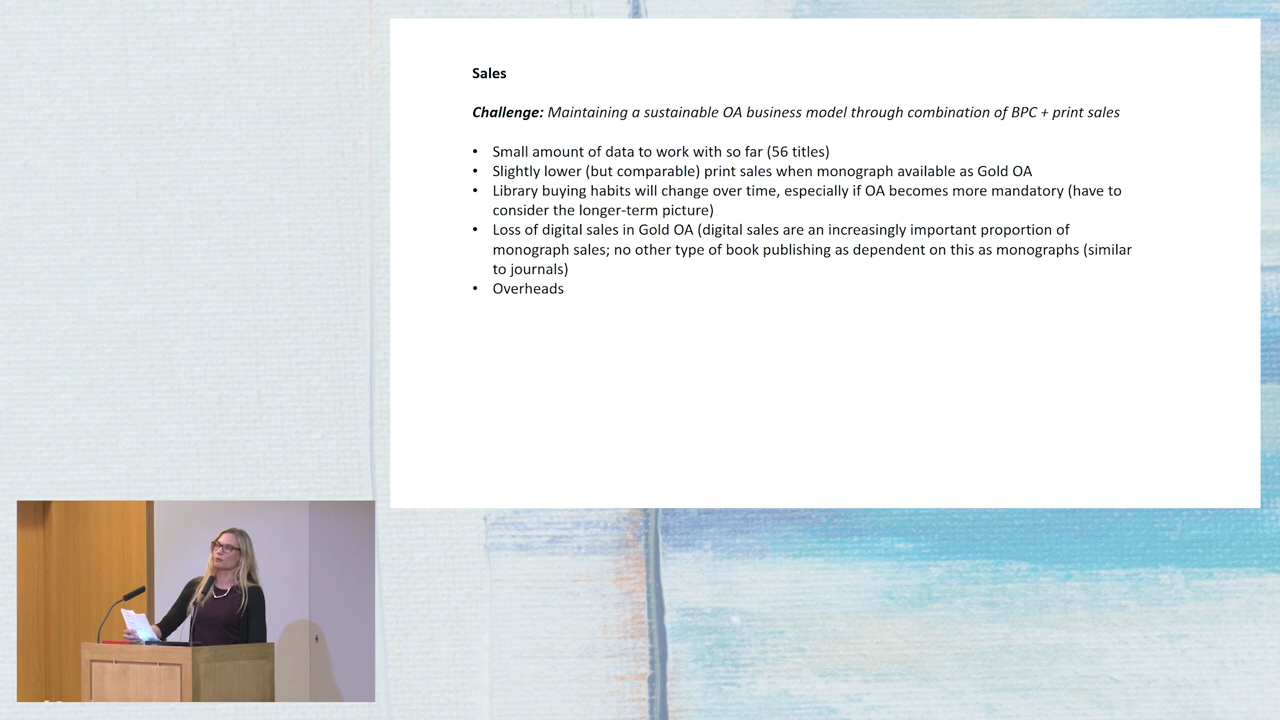 Sales
Challenge: Maintaining a sustainable OA business model through combination of BPC + print sales
• Small amount of data to work with so far (56 titles)
• Slightly lower (but comparable) print sales when monograph available as Gold OA
• Library buying habits will change over time, especially if OA becomes more mandatory (have to
consider the longer-term picture)
• Loss of digital sales in Gold OA (digital sales are an increasingly important proportion of
monograph sales; no other type of book publishing as dependent on this as monographs (similar
to journals)
• Overheads